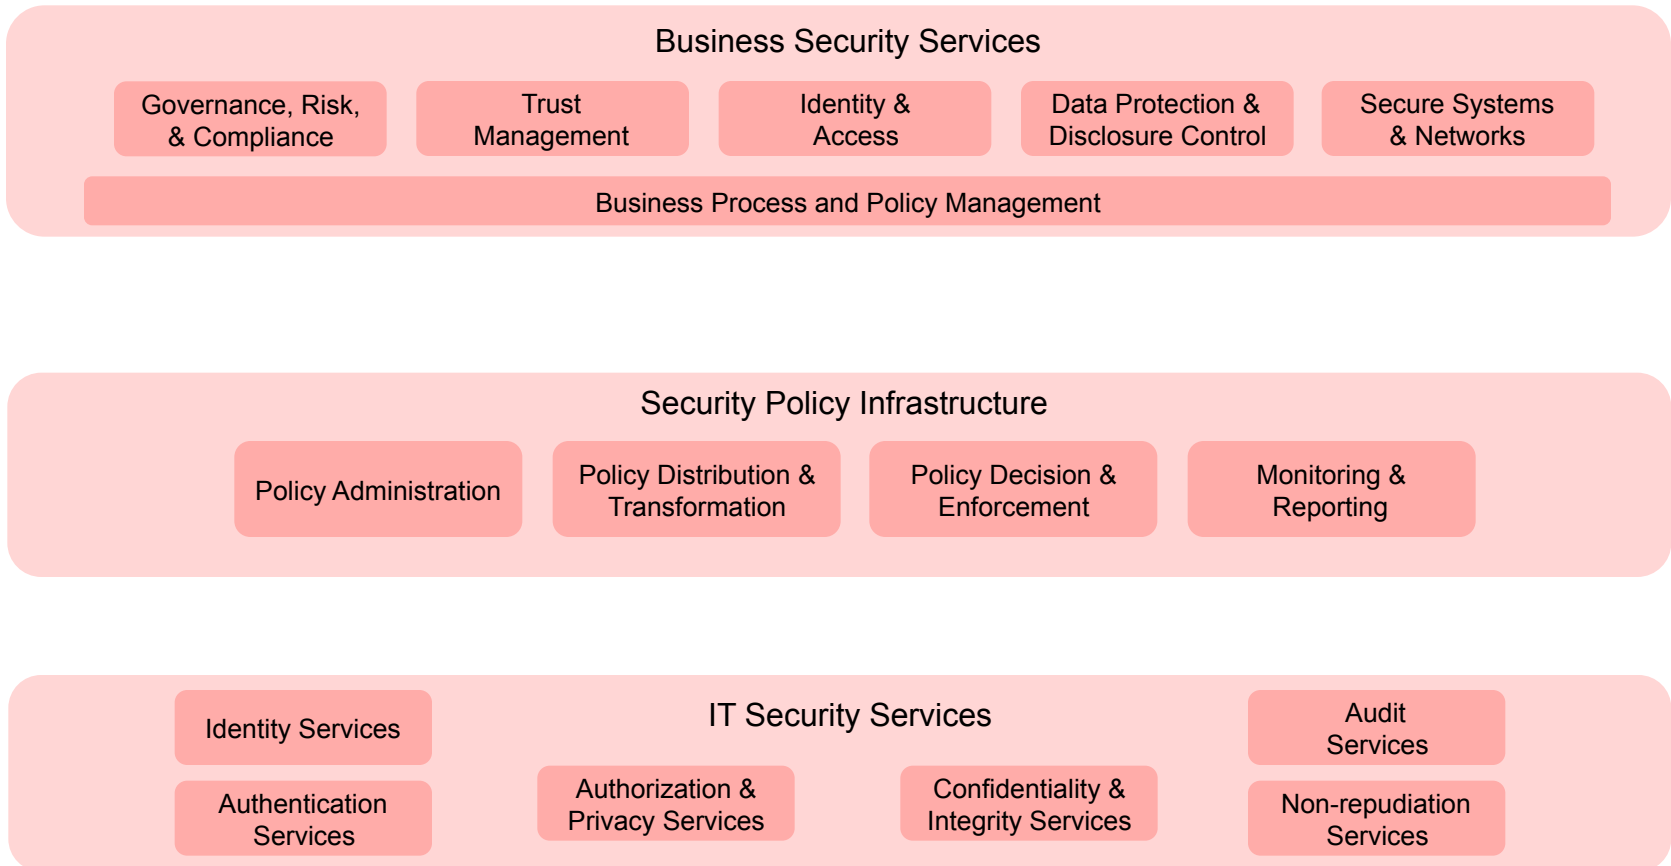 Business Security Services
Governance, Risk,
& Compliance
Trust
Management
Identity &
Access
Data Protection &
Disclosure Control
Secure Systems
& Networks
Business Process and Policy Management
Security Policy Infrastructure
Policy Administration
Policy Distribution &
Transformation
Policy Decision &
Enforcement
Monitoring &
Reporting
IT Security Services
Identity Services
Authentication
Services
Authorization &
Privacy Services
Confidentiality &
Integrity Services
Audit
Services
Non-repudiation
Services